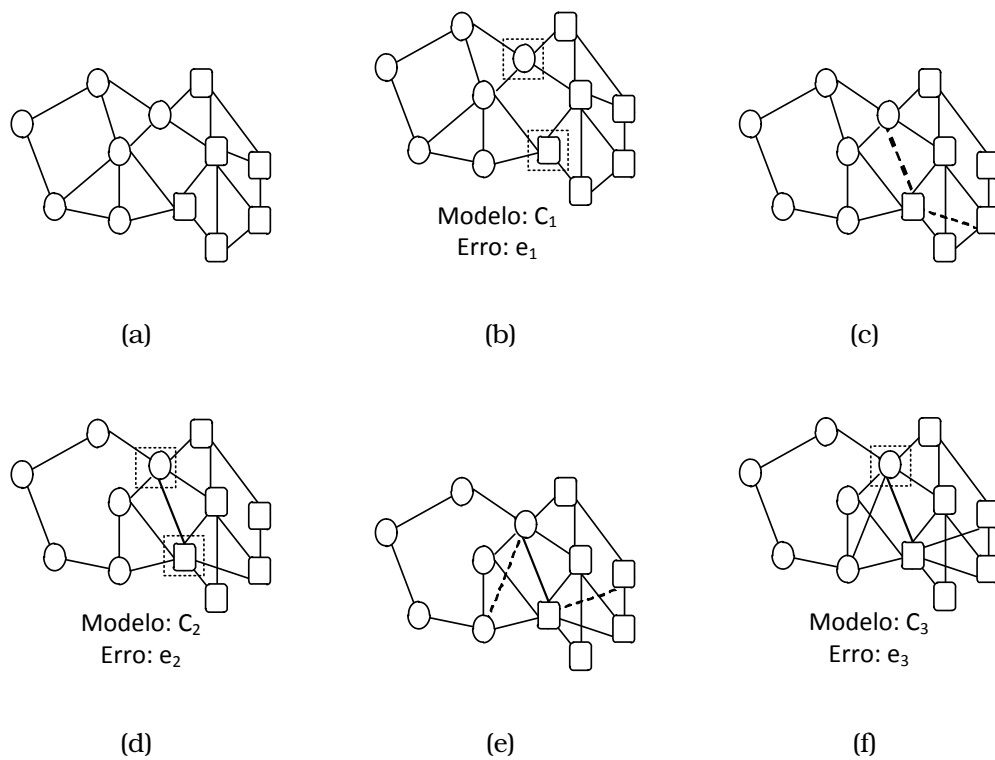 Modelo: C₁
Erro: e₁
(a)
(b)
(c)
Modelo: C₂
Erro: e₂
Modelo: C₃
Erro: e₃
(d)
(e)
(f)